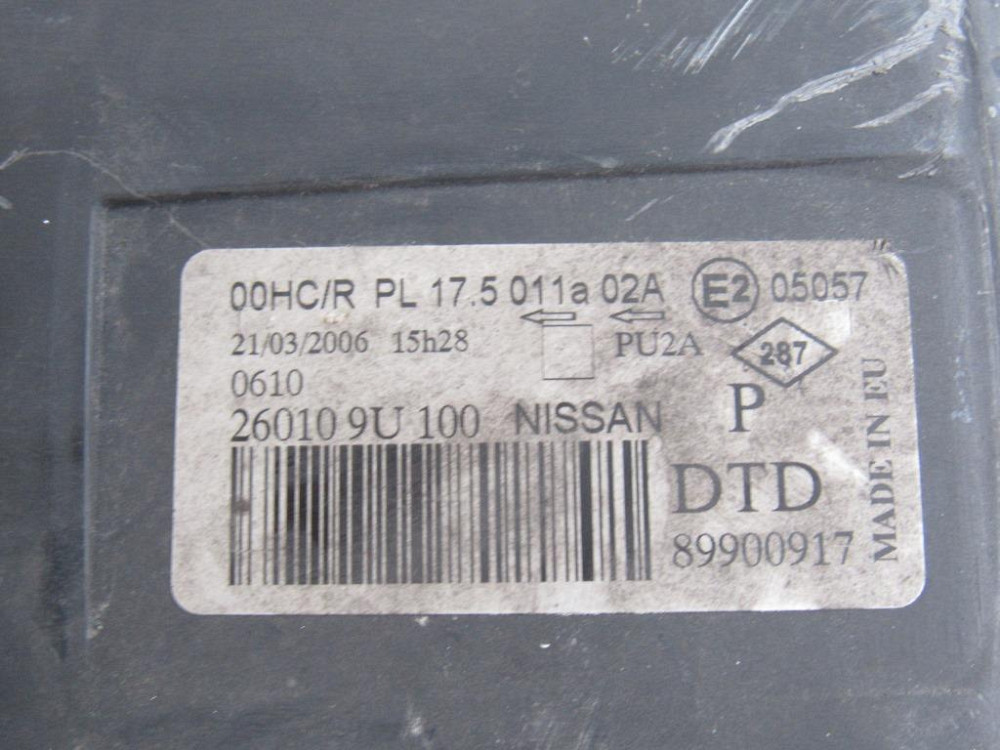 00HC/R PL 17.5 011a 02A E2 05057
21/03/2006 15h28 PU2A 287
0610
26010 9U 100 NISSAN P
DTD
89900917
MADE IN EU